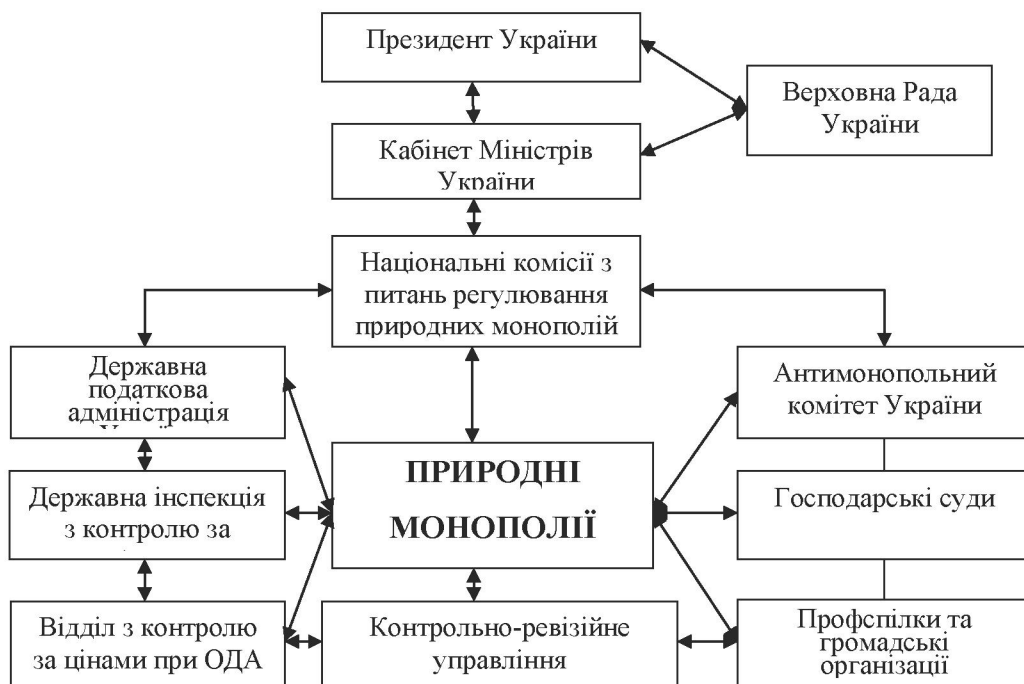 Президент України
Верховна Рада
України
Кабінет Міністрів
України
Національні комісії з
питань регулювання
природних монополій
Державна
податкова
адміністрація
Антимонопольний
комітет України
ПРИРОДНІ
МОНОПОЛІЇ
Державна інспекція
з контролю за
Господарські суди
Відділ з контролю
за цінами при ОДА
Контрольно-ревізійне
управління
Профспілки та
громадські
організації